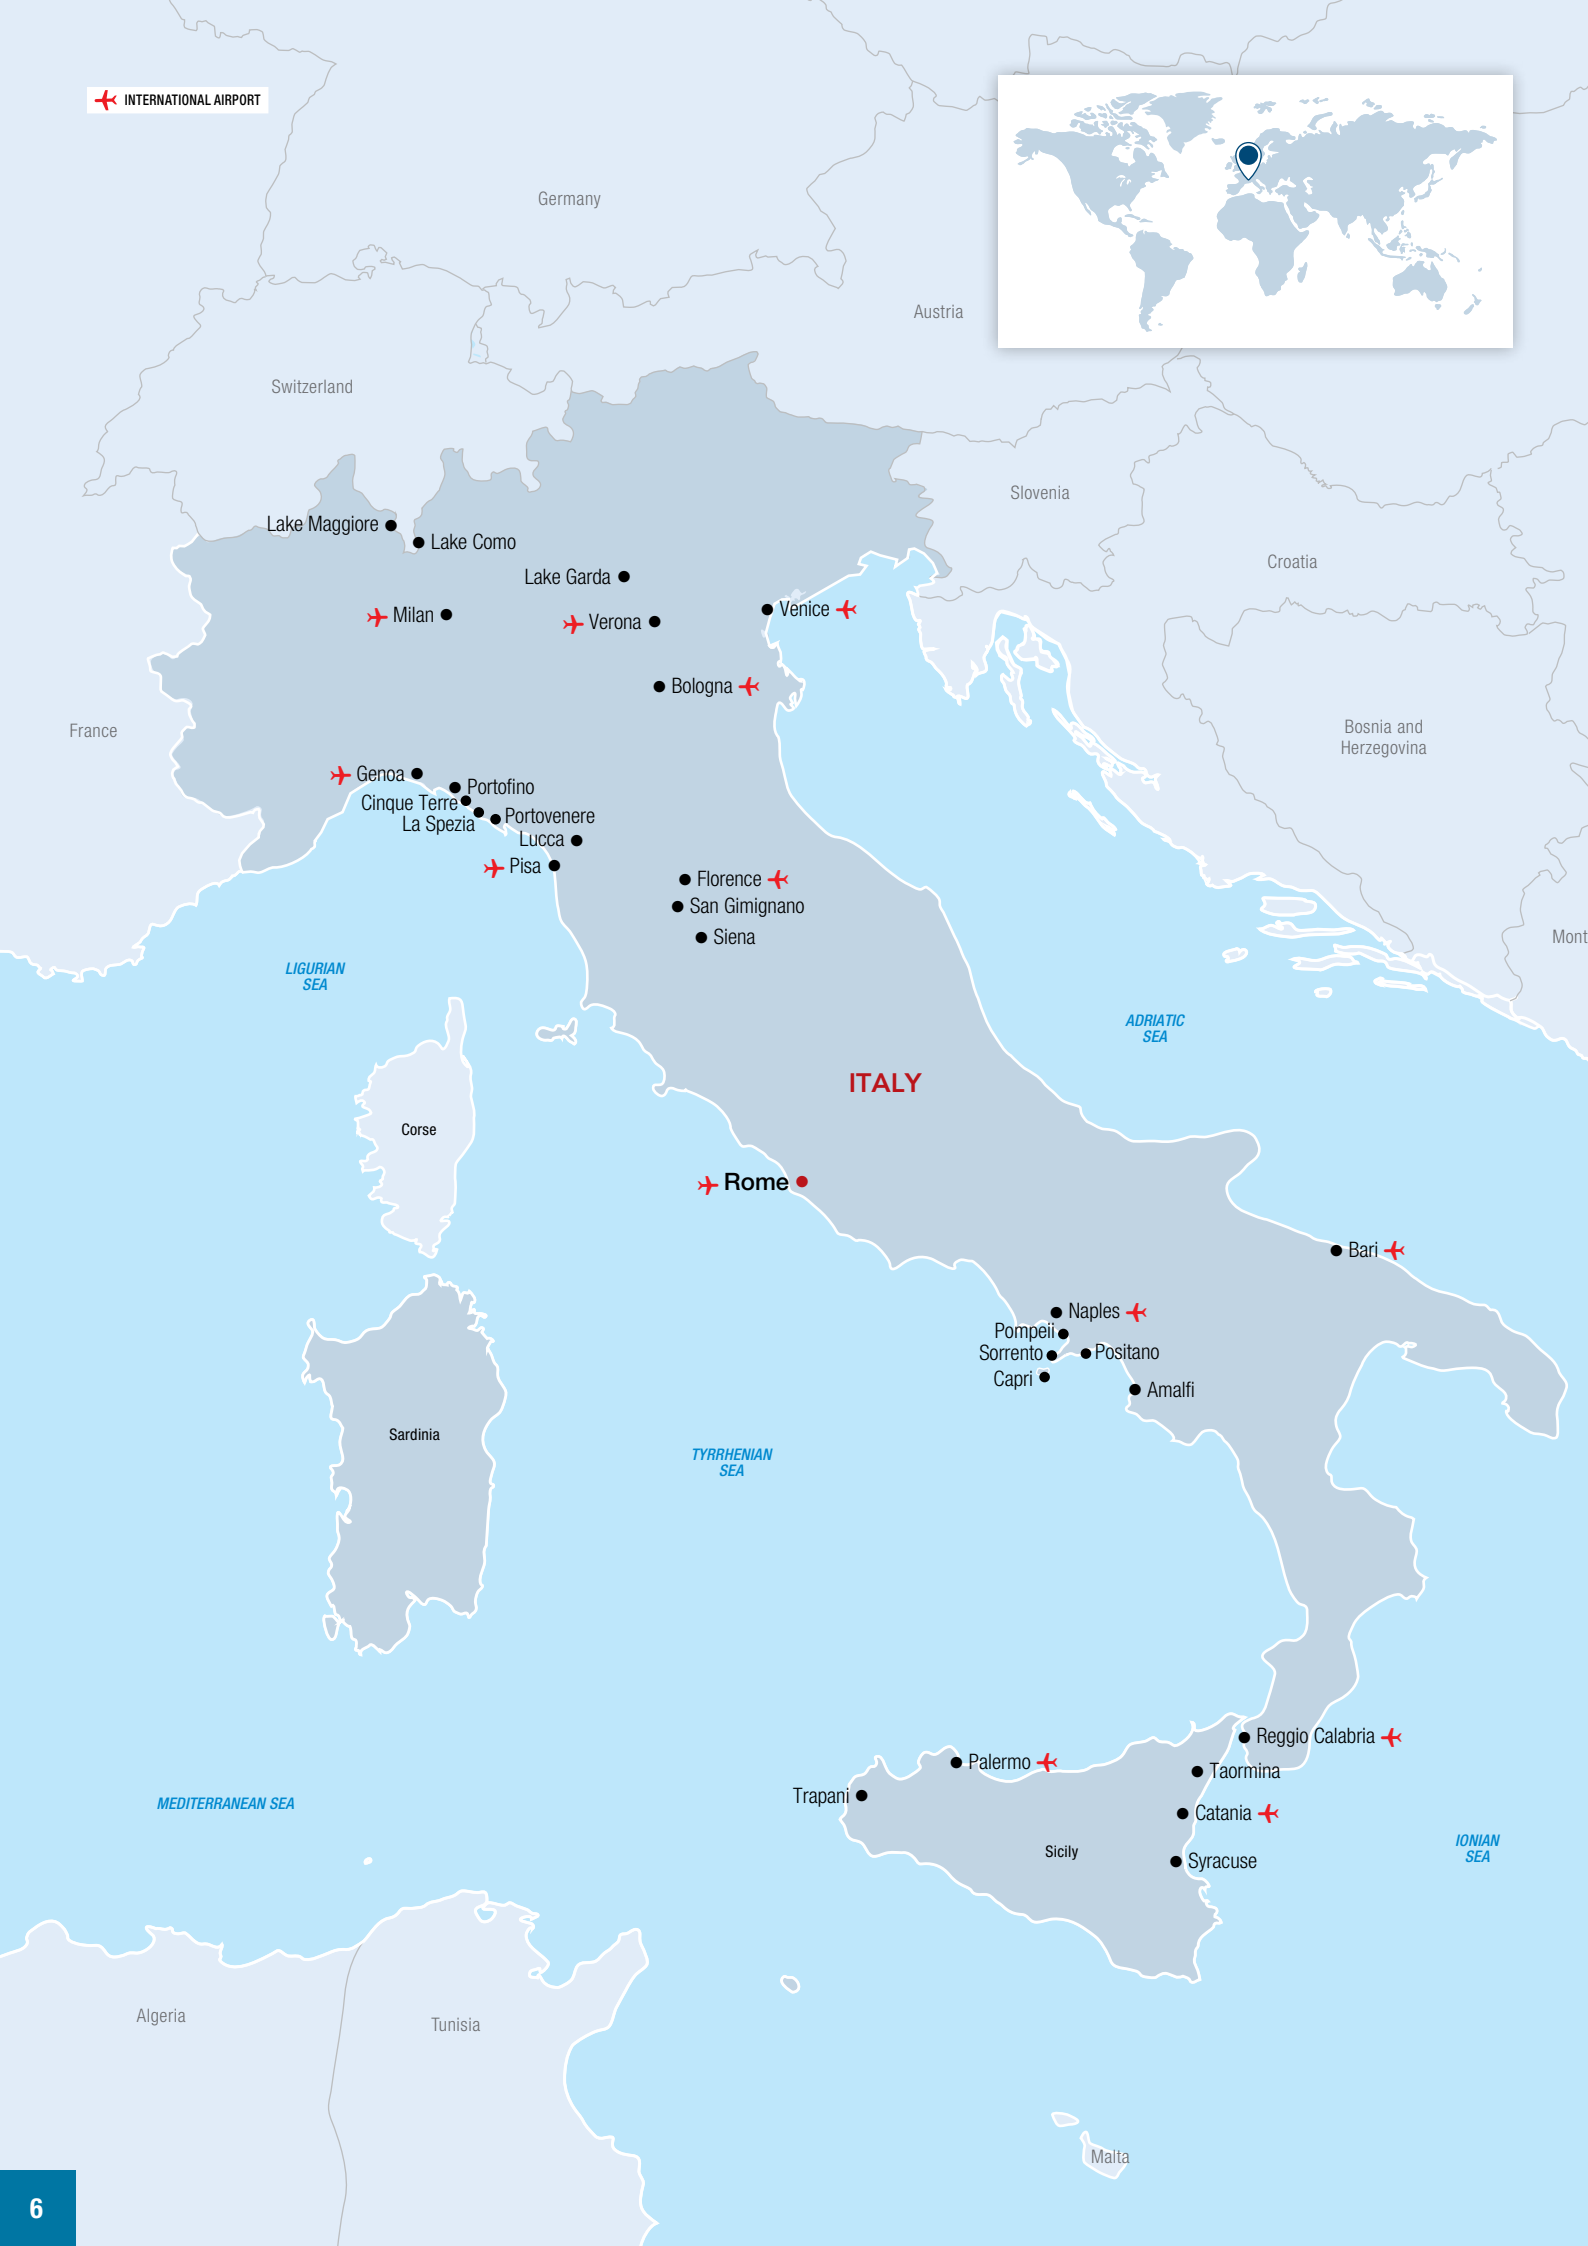 INTERNATIONAL AIRPORT
Germany
Austria
Switzerland
Slovenia
Lake Maggiore
Lake Como
Croatia
Lake Garda
Milan
Verona
Venice
Bologna
France
Bosnia and
Herzegovina
Genoa
Portofino
Cinque Terre
Portovenere
La Spezia
Lucca
Pisa
Florence
San Gimignano
Siena
Mont
LIGURIAN
SEA
ADRIATIC
SEA
ITALY
Corse
Rome
Bari
Naples
Pompeii
Sorrento
Positano
Capri
Amalfi
Sardinia
TYRRHENIAN
SEA
Reggio Calabria
Palermo
Taormina
Trapani
MEDITERRANEAN SEA
Catania
IONIAN
SEA
Sicily
Syracuse
Algeria
Tunisia
Malta
6